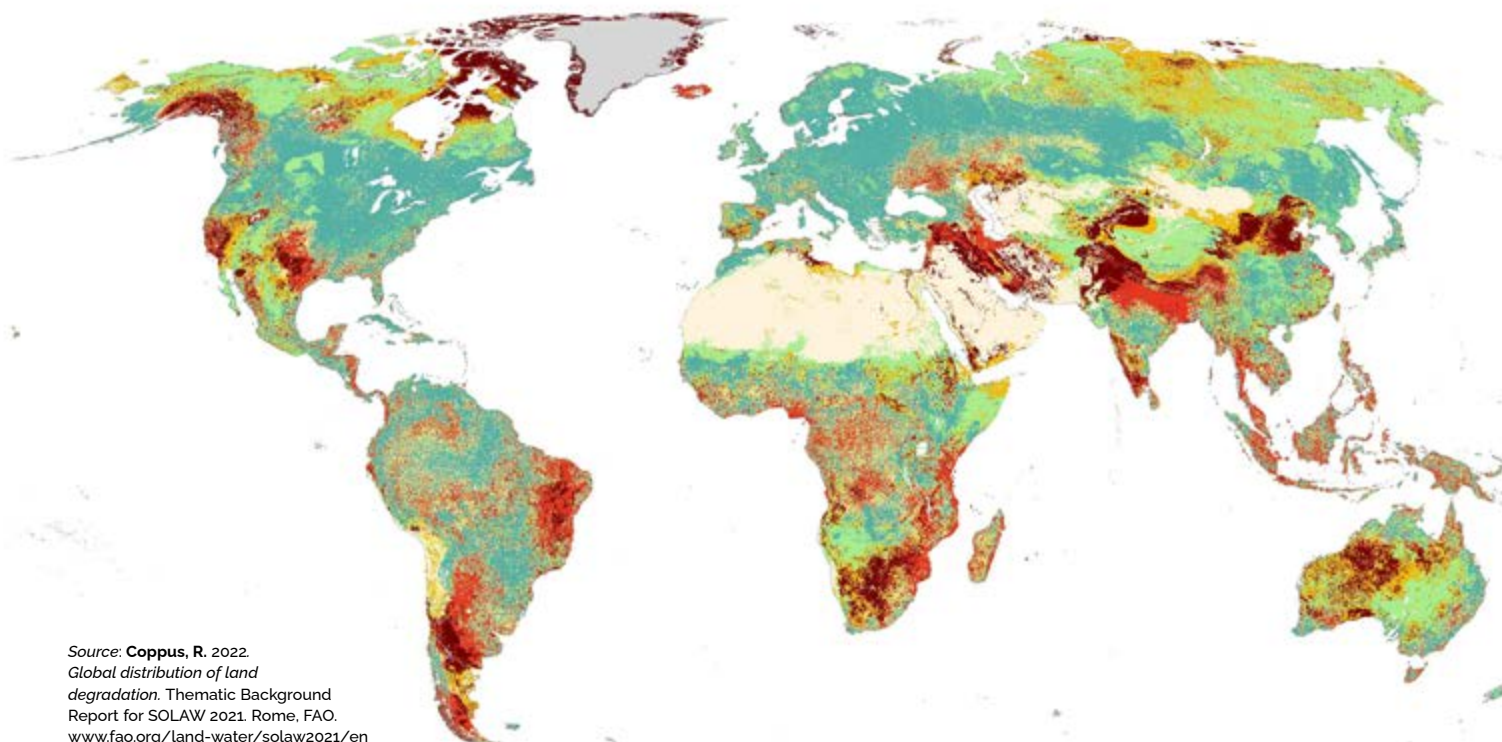 Source: Coppus, R. 2022.
Global distribution of land
degradation. Thematic Background
Report for SOLAW 2021. Rome, FAO.
www.fao.org/land-water/solaw2021/en